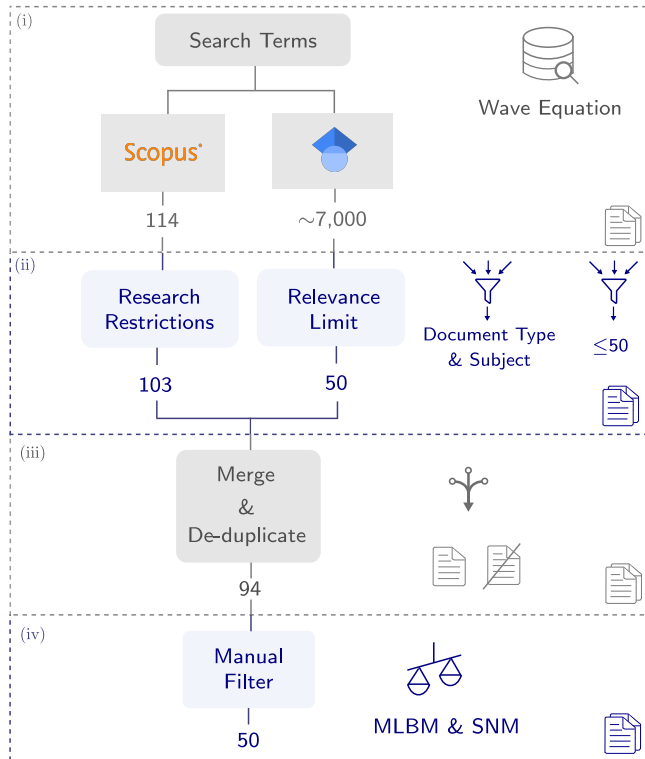 (i)
Search Terms
Wave Equation
Scopus
114
~7,000
(ii)
Research
Restrictions
Relevance
Limit
Document Type
& Subject
≤50
103
50
(iii)
Merge
&
De-duplicate
94
(iv)
Manual
Filter
MLBM & SNM
50